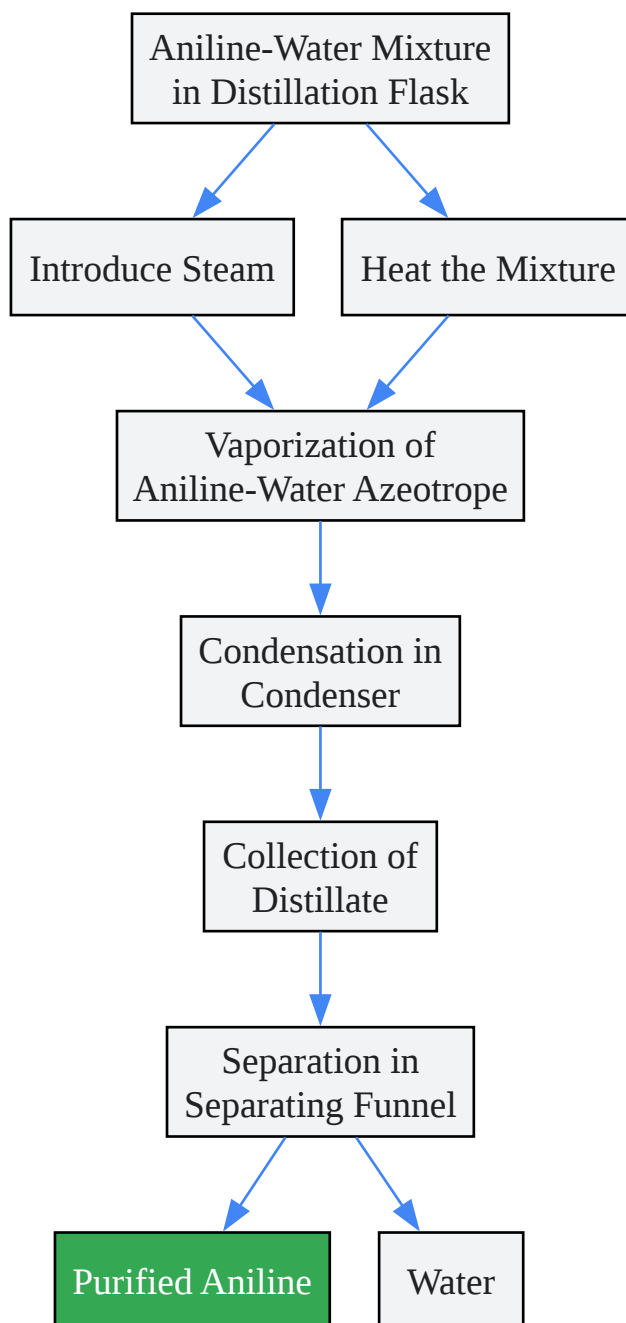 Aniline-Water Mixture
in Distillation Flask
Introduce Steam
Heat the Mixture
Vaporization of
Aniline-Water Azeotrope
Condensation in
Condenser
Collection of
Distillate
Separation in
Separating Funnel
Purified Aniline
Water